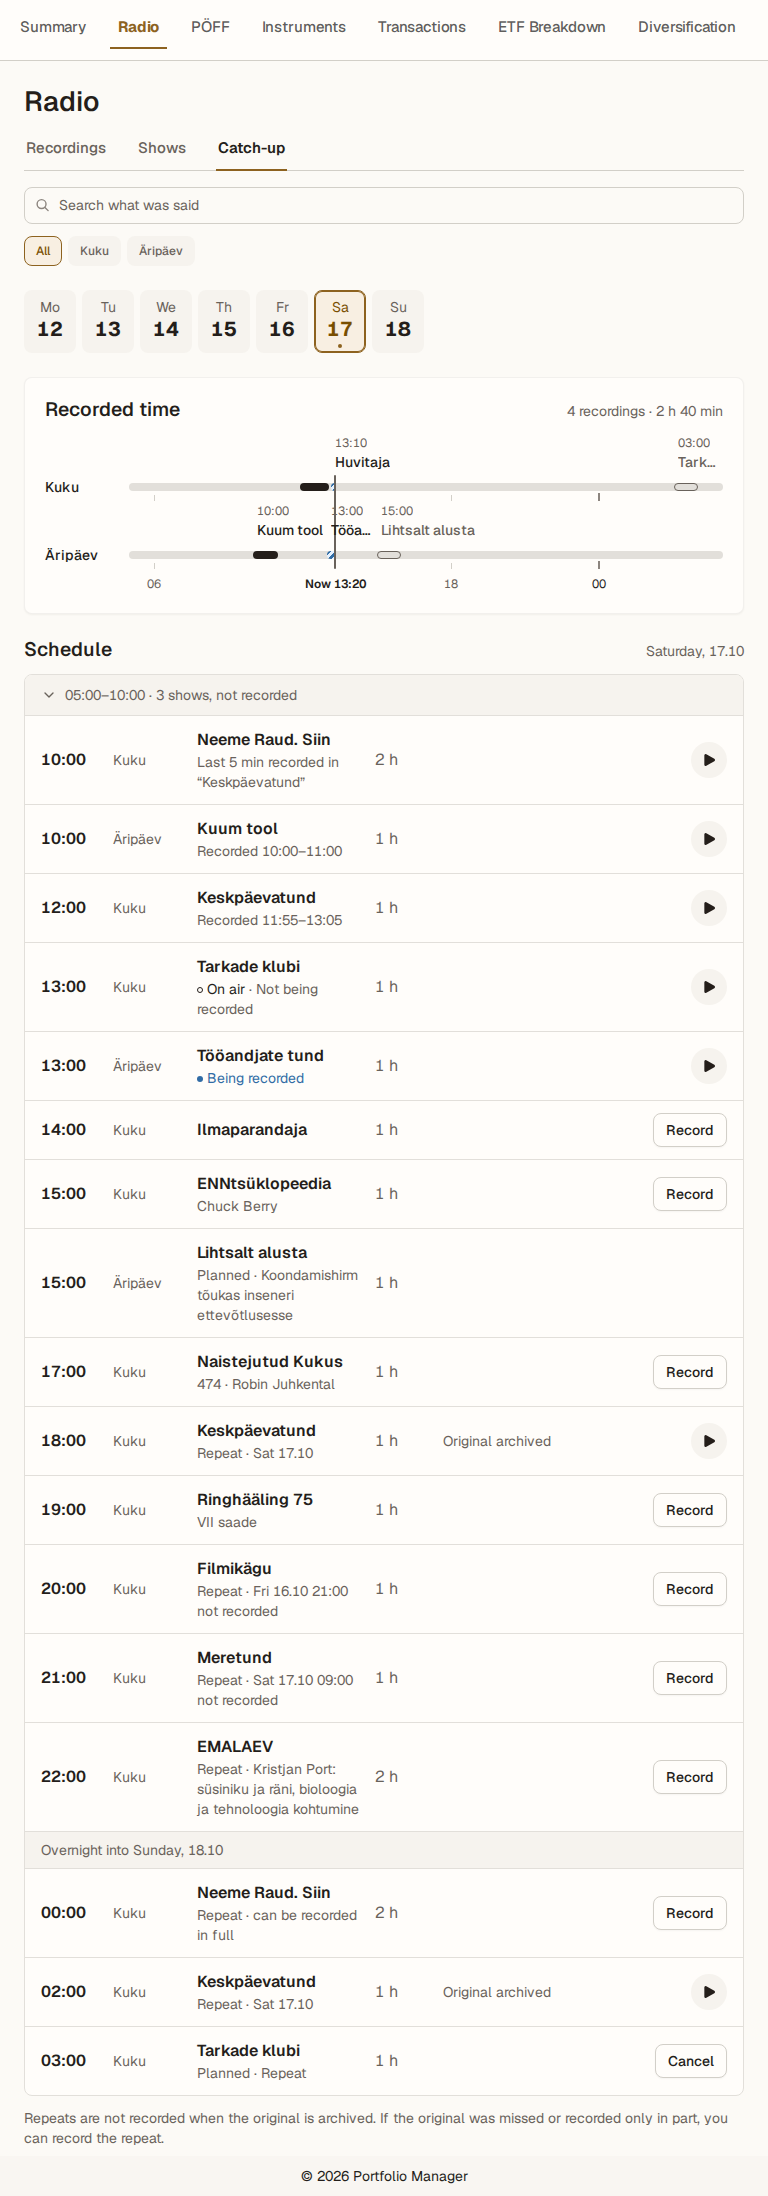 Summary Radio PÖFF Instruments Transactions ETF Breakdown Diversification
Radio
Recordings Shows Catch-up
Search what was said
All Kuku Äripäev
Mo Tu We Th Fr Sa Su
12 13 14 15 16 17 18
Recorded time 4 recordings · 2 h 40 min
13:10 03:00
Huvitaja Tark…
Kuku
10:00 13:00 15:00
Kuum tool Tööa… Lihtsalt alusta
Äripäev
06 Now 13:20 18 00
Schedule Saturday, 17.10
05:00–10:00 · 3 shows, not recorded
10:00 Kuku Neeme Raud. Siin 2 h
Last 5 min recorded in
“Keskpäevatund”
10:00 Äripäev Kuum tool 1 h
Recorded 10:00–11:00
12:00 Kuku Keskpäevatund 1 h
Recorded 11:55–13:05
13:00 Kuku Tarkade klubi 1 h
On air · Not being
recorded
13:00 Äripäev Tööandjate tund 1 h
Being recorded
14:00 Kuku Ilmaparandaja 1 h Record
15:00 Kuku ENNtsüklopeedia 1 h Record
Chuck Berry
15:00 Äripäev Lihtsalt alusta 1 h
Planned · Koondamishirm
tõukas inseneri
ettevõtlusesse
17:00 Kuku Naistejutud Kukus 1 h Record
474 · Robin Juhkental
18:00 Kuku Keskpäevatund 1 h Original archived
Repeat · Sat 17.10
19:00 Kuku Ringhääling 75 1 h Record
VII saade
20:00 Kuku Filmikägu 1 h Record
Repeat · Fri 16.10 21:00
not recorded
21:00 Kuku Meretund 1 h Record
Repeat · Sat 17.10 09:00
not recorded
22:00 Kuku EMALAEV 2 h Record
Repeat · Kristjan Port:
süsiniku ja räni, bioloogia
ja tehnoloogia kohtumine
Overnight into Sunday, 18.10
00:00 Kuku Neeme Raud. Siin 2 h Record
Repeat · can be recorded
in full
02:00 Kuku Keskpäevatund 1 h Original archived
Repeat · Sat 17.10
03:00 Kuku Tarkade klubi 1 h Cancel
Planned · Repeat
Repeats are not recorded when the original is archived. If the original was missed or recorded only in part, you
can record the repeat.
© 2026 Portfolio Manager